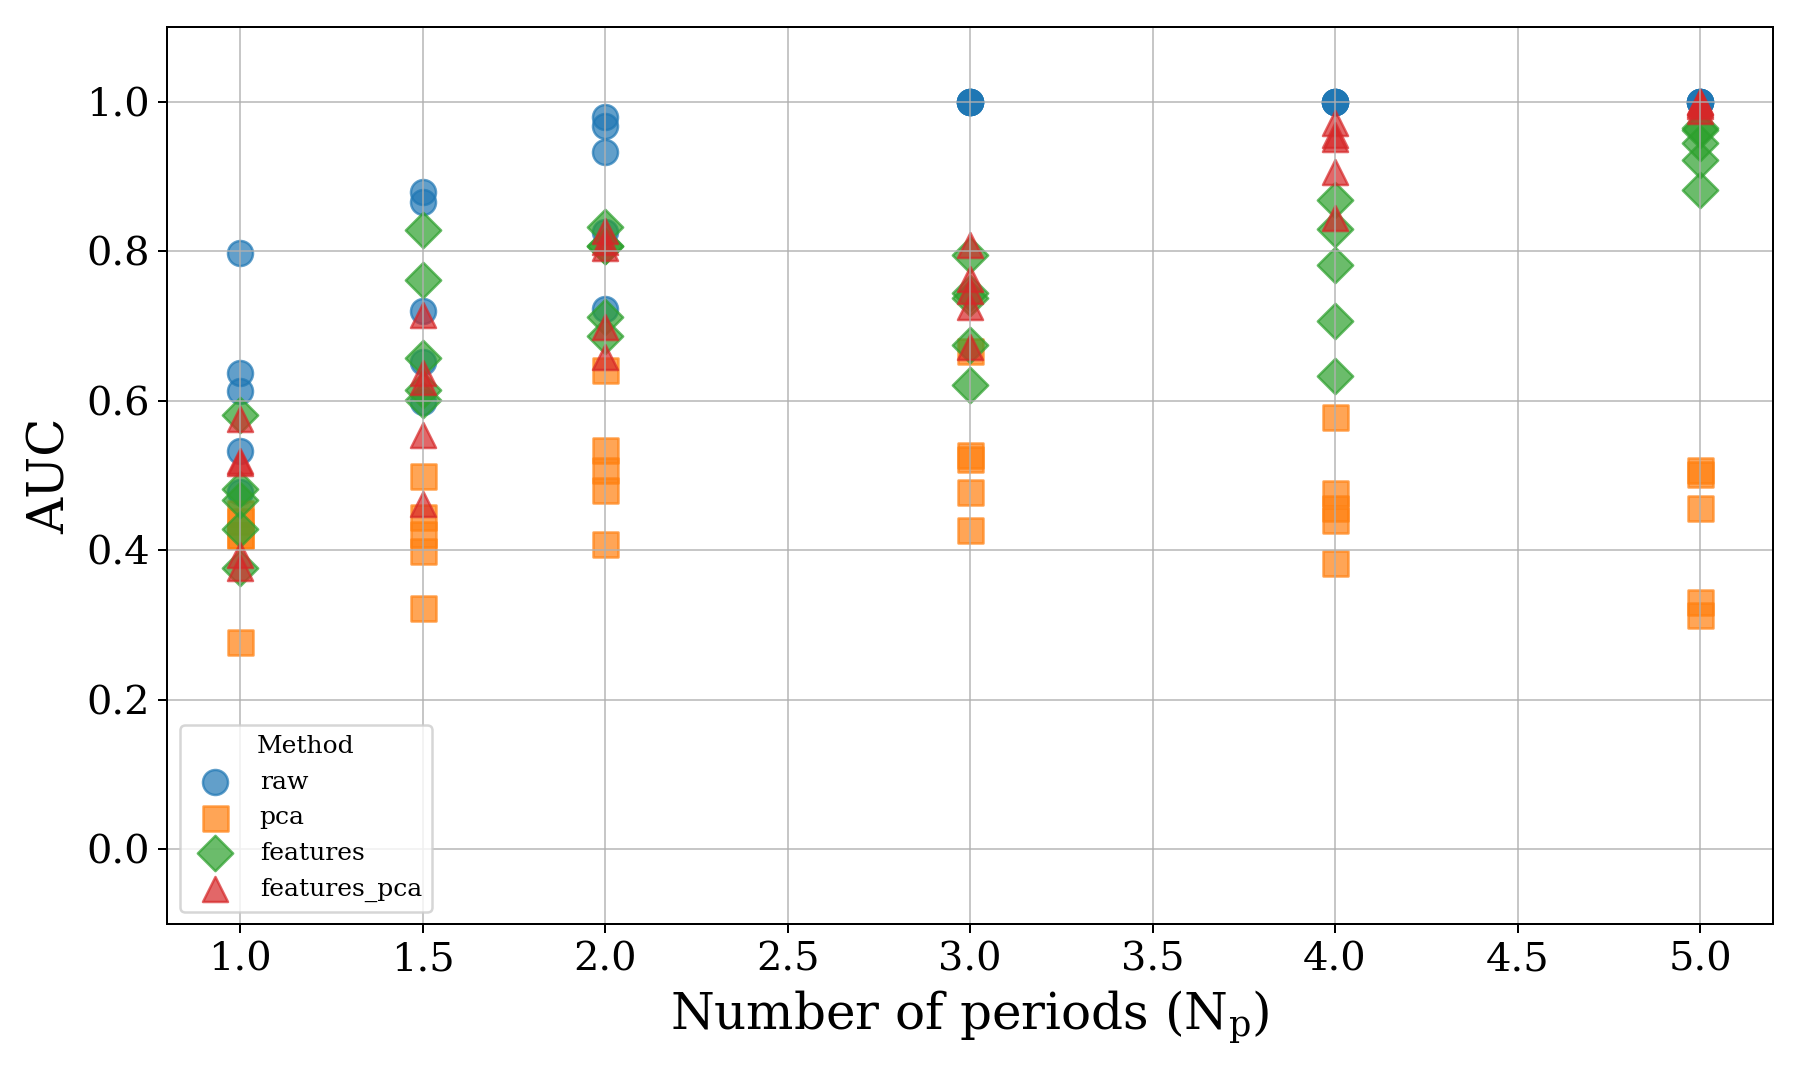 AUC
1.0
0.8
0.6
0.4
0.2
0.0
Method
raw
pca
features
features_pca
1.0 1.5 2.0 2.5 3.0 3.5 4.0 4.5 5.0
Number of periods (Nₚ)